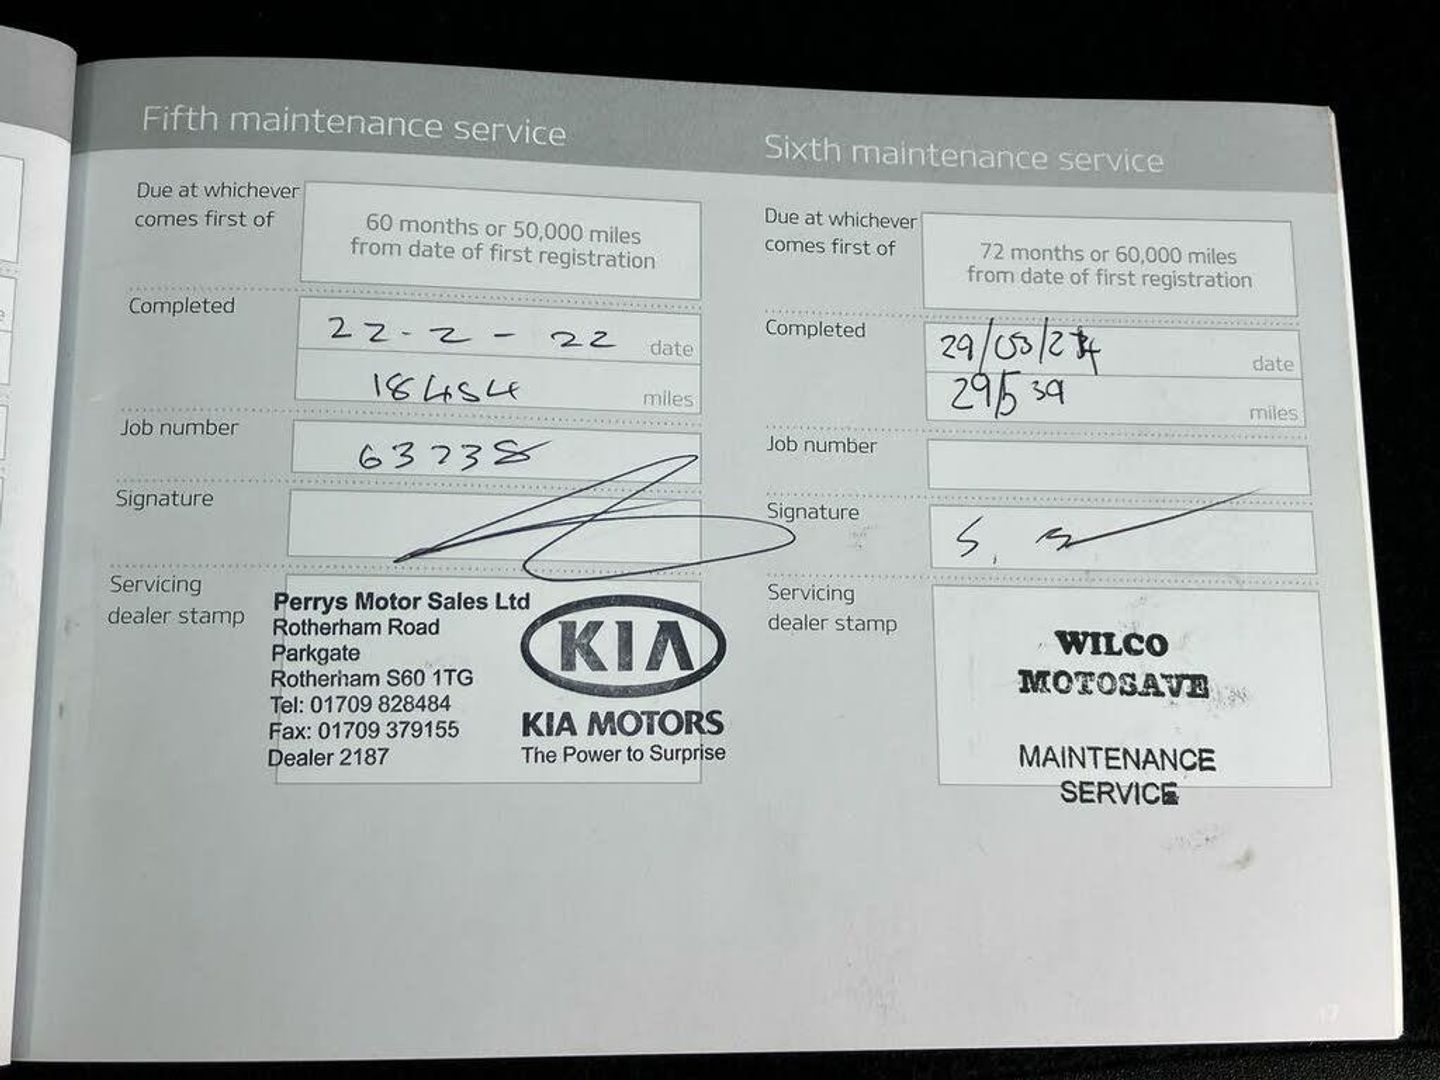 Fifth maintenance service
Due at whichever
comes first of
60 months or 50,000 miles
from date of first registration
Completed
22-2-22 date
18484 miles
Job number
63738
Signature
Servicing
dealer stamp
Perrys Motor Sales Ltd
Rotherham Road
Parkgate
Rotherham S60 1TG
Tel: 01709 828484
Fax: 01709 379155
Dealer 2187
KIA
KIA MOTORS
The Power to Surprise
Sixth maintenance service
Due at whichever
comes first of
72 months or 60,000 miles
from date of first registration
Completed
29/03/24 date
29539 miles
Job number
Signature
S.
Servicing
dealer stamp
WILCO
MOTOSAVE
MAINTENANCE
SERVICE
17